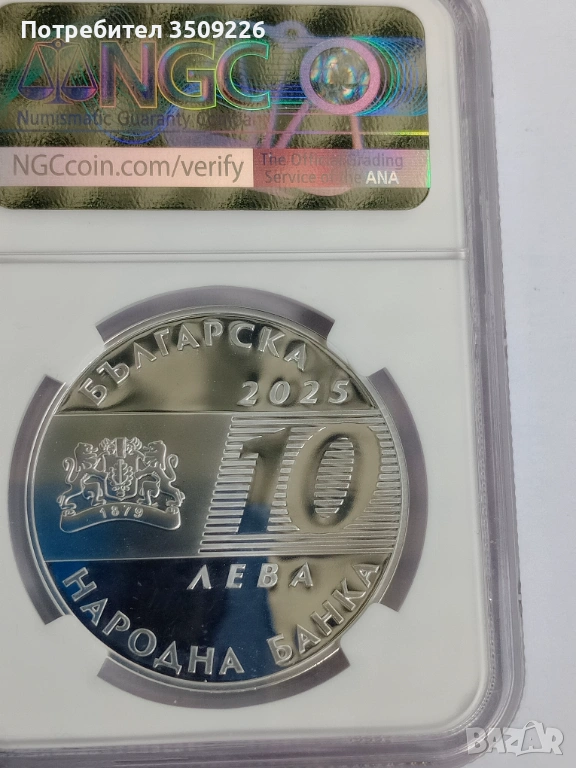 Потребител 3509226
NGC
Numismatic Guaranty Company
NGCcoin.com/verify
The Official Grading
Service of the ANA
БЪЛГАРСКА
2025
10
1879
ЛЕВА
НАРОДНА БАНКА
BAZAR